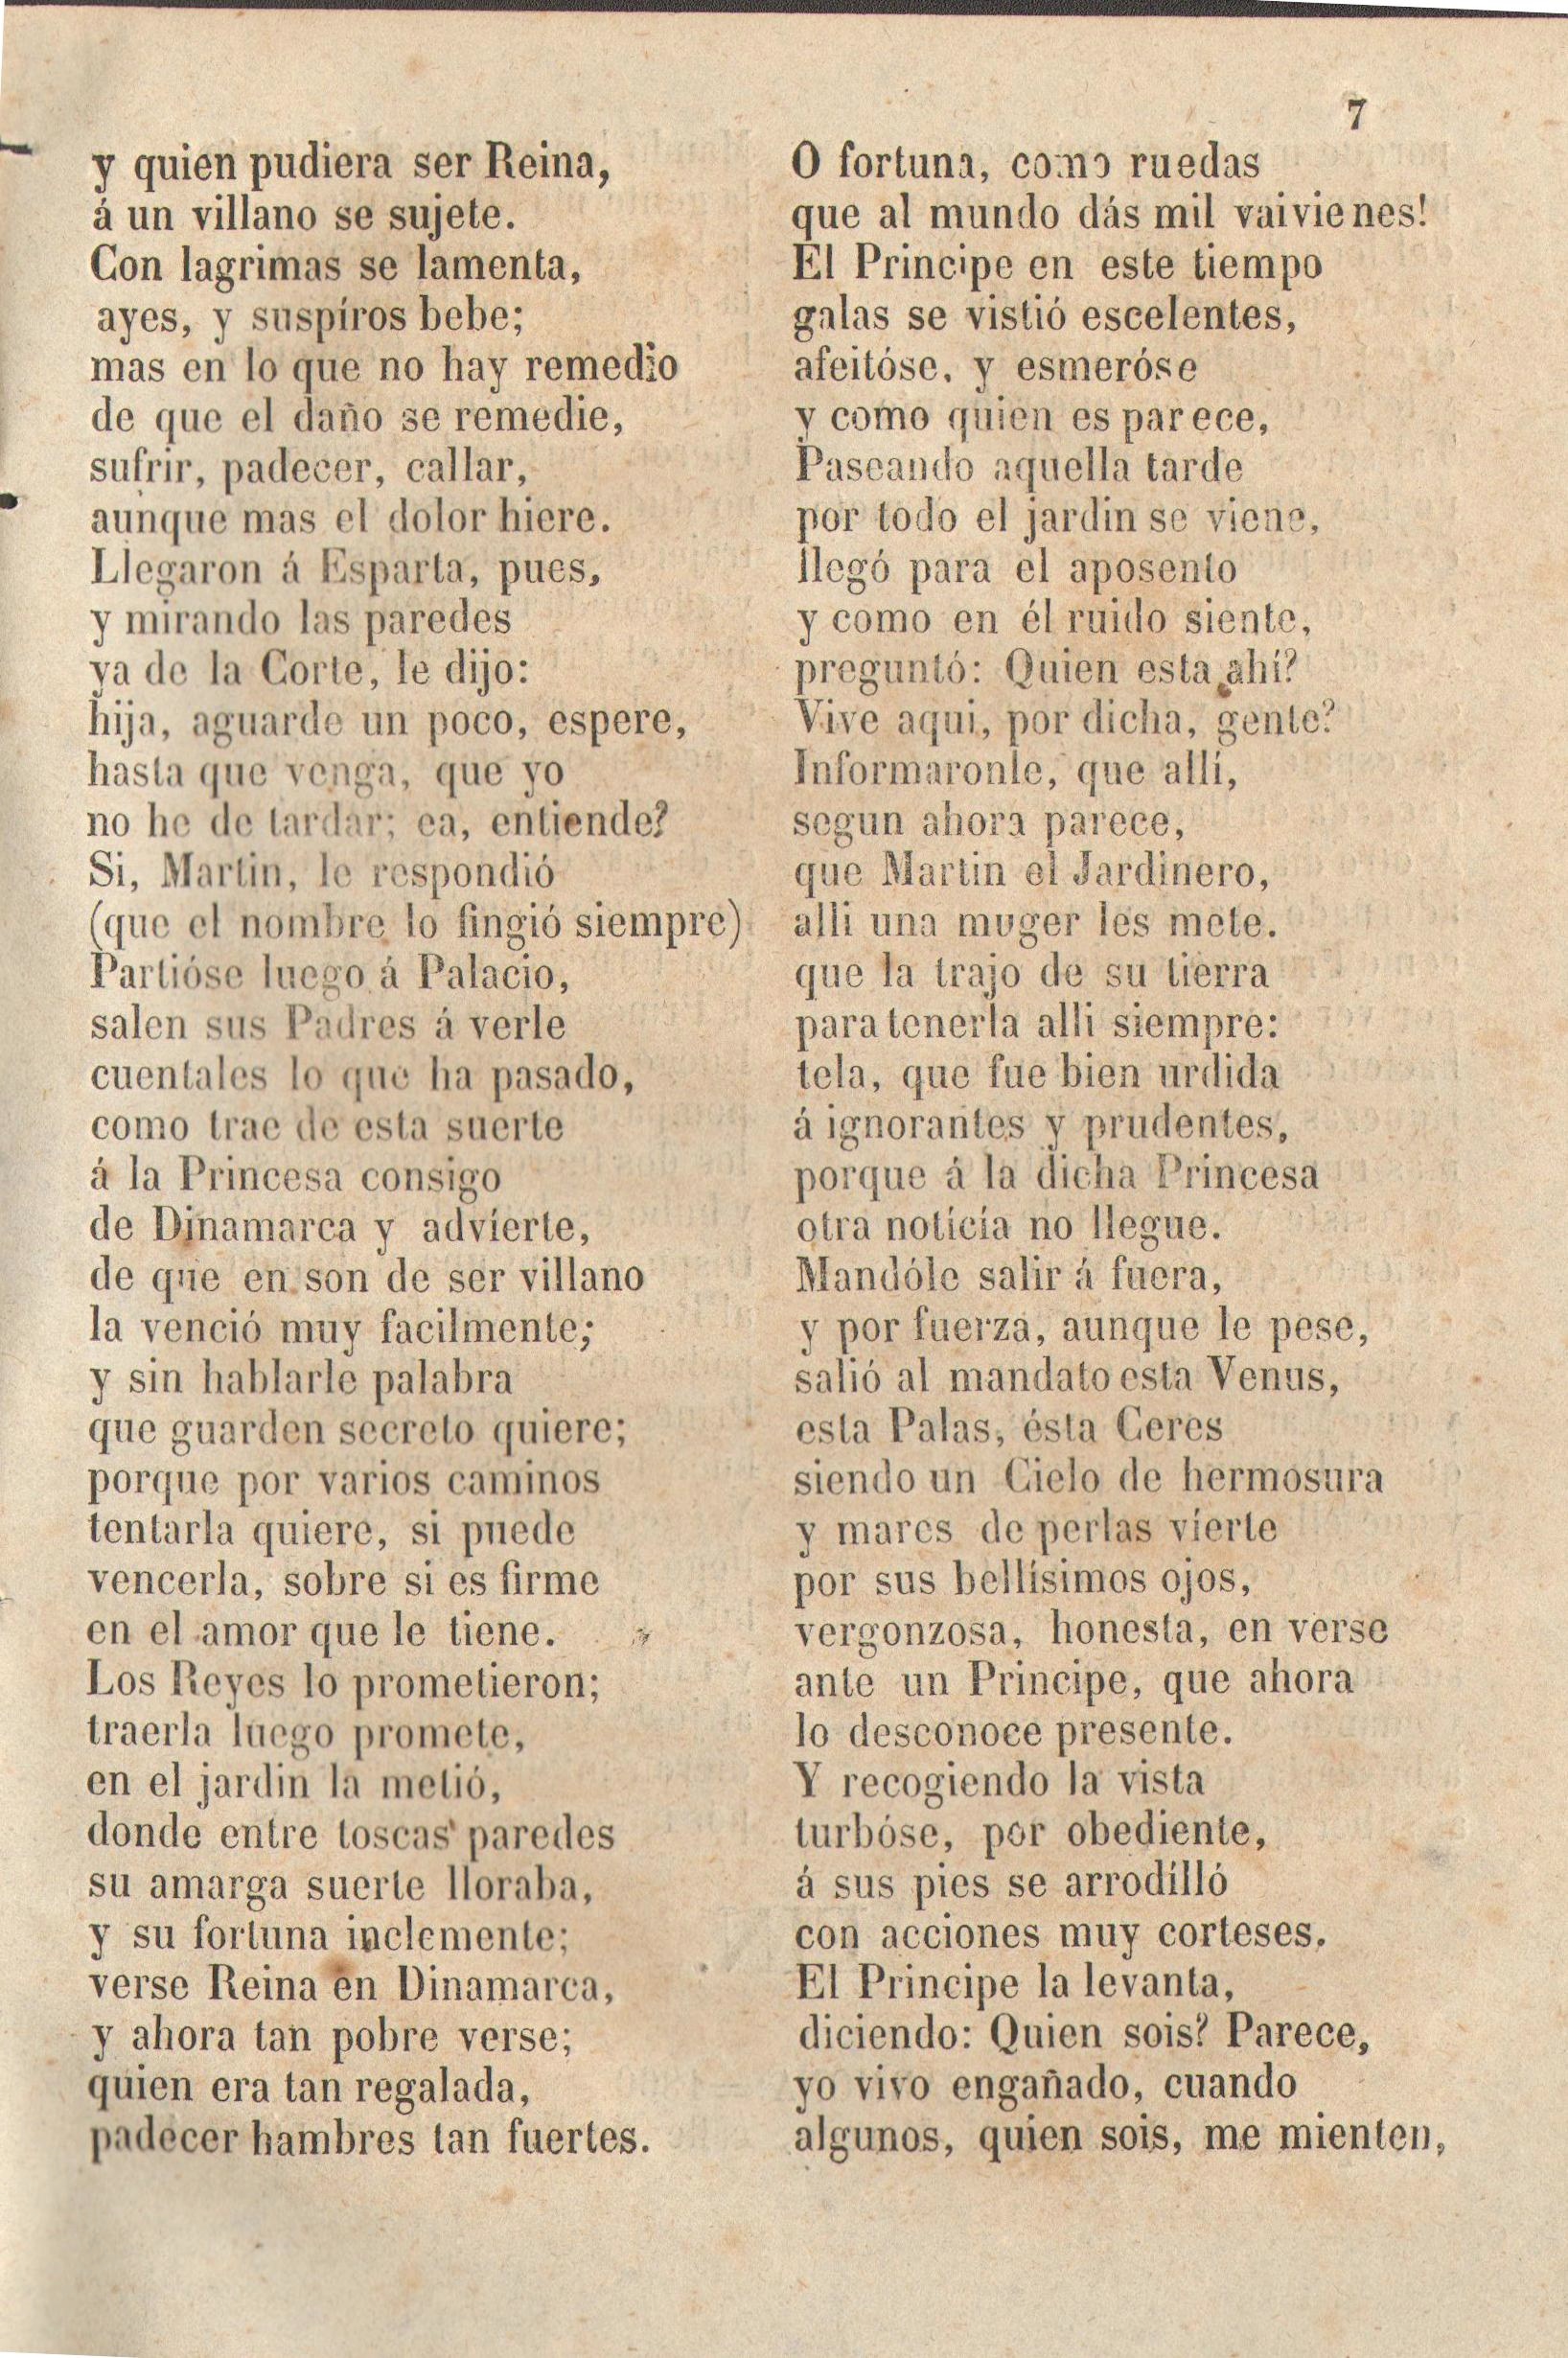 7
y quien pudiera ser Reina,
á un villano se sujete.
Con lagrimas se lamenta,
ayes, y suspíros bebe;
mas en lo que no hay remedio
de que el daño se remedie,
sufrir, padecer, callar,
aunque mas el dolor hiere.
Llegaron á Esparta, pues,
y mirando las paredes
ya de la Corte, le dijo:
hija, aguarde un poco, espere,
hasta que venga, que yo
no he de tardar; ea, entiende?
Si, Martin, le respondió
(que el nombre lo fingió siempre)
Partióse luego á Palacio,
salen sus Padres á verle
cuentales lo que ha pasado,
como trae de esta suerte
á la Princesa consigo
de Dinamarca y advíerte,
de que en son de ser villano
la venció muy facilmente;
y sin hablarle palabra
que guarden secreto quiere;
porque por varios caminos
tentarla quiere, si puede
vencerla, sobre si es firme
en el amor que le tiene.
Los Reyes lo prometieron;
traerla luego promete,
en el jardin la metió,
donde entre toscas paredes
su amarga suerte lloraba,
y su fortuna inclemente;
verse Reina en Dinamarca,
y ahora tan pobre verse;
quien era tan regalada,
padecer hambres tan fuertes.
O fortuna, como ruedas
que al mundo dás mil vaivienes!
El Principe en este tiempo
galas se vistió escelentes,
afeitóse, y esmeróse
y como quien es parece,
Paseando aquella tarde
por todo el jardin se viene,
llegó para el aposento
y como en él ruido siente,
preguntó: Quien esta ahí?
Vive aqui, por dicha, gente?
Informaronle, que allí,
segun ahora parece,
que Martin el Jardinero,
alli una muger les mete.
que la trajo de su tierra
para tenerla alli siempre:
tela, que fue bien urdida
á ignorantes y prudentes,
porque á la dicha Princesa
otra notícía no llegue.
Mandóle salir á fuera,
y por fuerza, aunque le pese,
salió al mandato esta Venus,
esta Palas, ésta Ceres
siendo un Cielo de hermosura
y mares de perlas víerte
por sus bellísimos ojos,
vergonzosa, honesta, en verse
ante un Principe, que ahora
lo desconoce presente.
Y recogiendo la vista
turbóse, por obediente,
á sus pies se arrodílló
con acciones muy corteses.
El Principe la levanta,
diciendo: Quien sois? Parece,
yo vivo engañado, cuando
algunos, quien sois, me mienten,